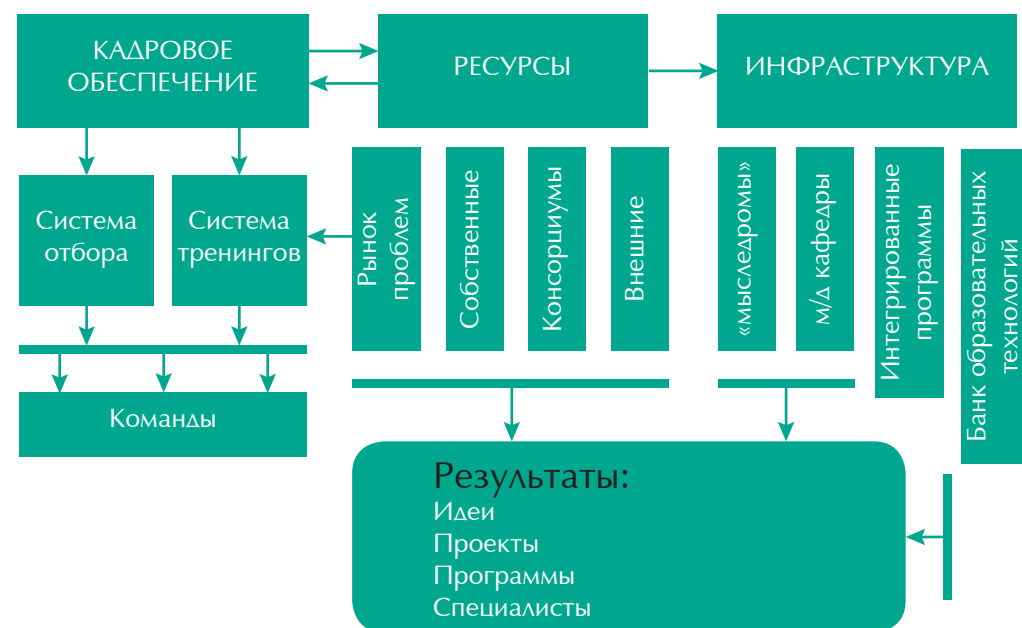 КАДРОВОЕ
ОБЕСПЕЧЕНИЕ
РЕСУРСЫ
ИНФРАСТРУКТУРА
Система
отбора
Система
тренингов
Рынок
проблем
Собственные
Консорциумы
Внешние
«мыследромы»
м/д кафедры
Интегрированные
программы
Банк образовательных
технологий
Команды
Результаты:
Идеи
Проекты
Программы
Специалисты